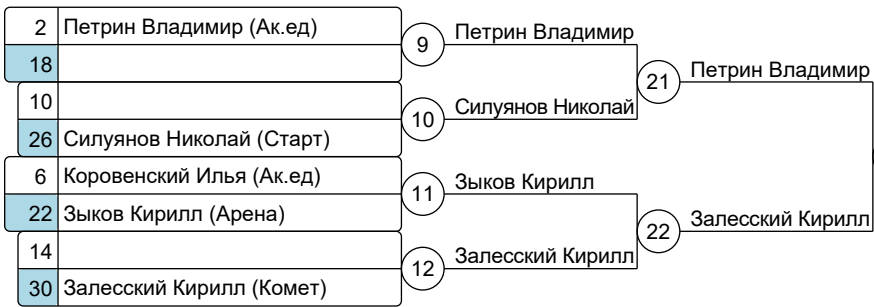 2 Петрин Владимир (Ак.ед)
18
10
26 Силуянов Николай (Старт)
6 Коровенский Илья (Ак.ед)
22 Зыков Кирилл (Арена)
14
30 Залесский Кирилл (Комет)
9 Петрин Владимир
10 Силуянов Николай
11 Зыков Кирилл
12 Залесский Кирилл
21 Петрин Владимир
22 Залесский Кирилл